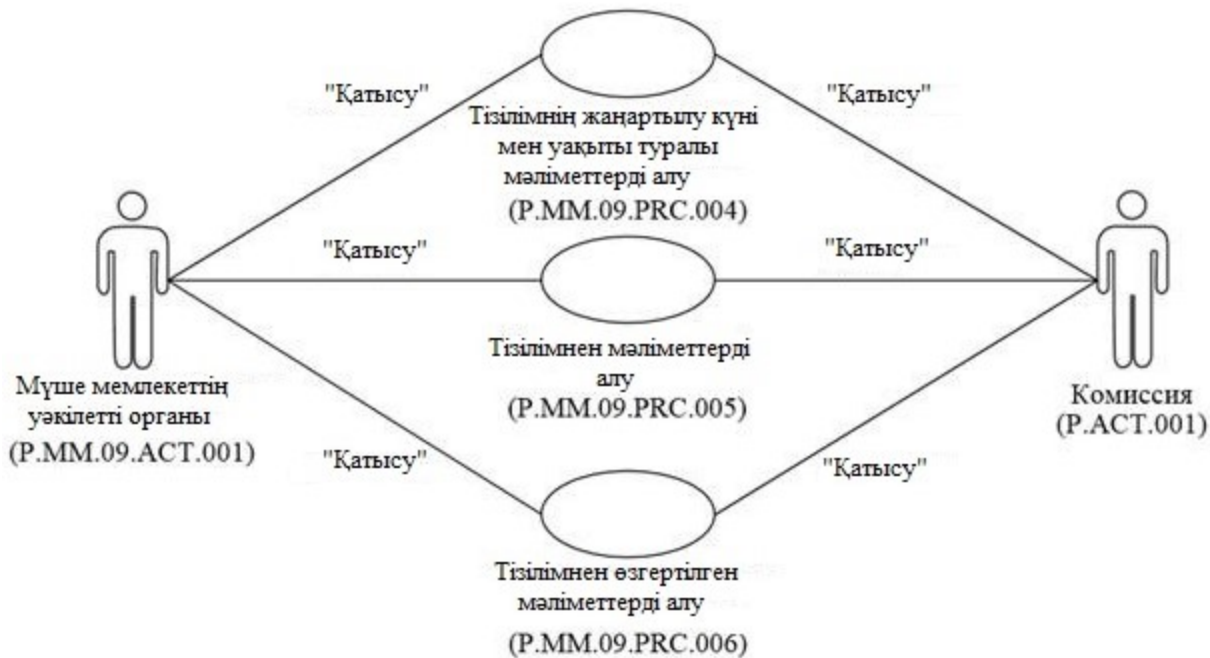 "Қатысу"
"Қатысу"
Тізілімнің жаңартылу күні
мен уақыты туралы
мәліметтерді алу
(P.MM.09.PRC.004)
"Қатысу"
"Қатысу"
Тізілімнен мәліметтерді
алу
(P.MM.09.PRC.005)
Мүше мемлекеттің
уәкілетті органы
(P.MM.09.ACT.001)
Комиссия
(P.ACT.001)
"Қатысу"
"Қатысу"
Тізілімнен өзгертілген
мәліметтерді алу
(P.MM.09.PRC.006)